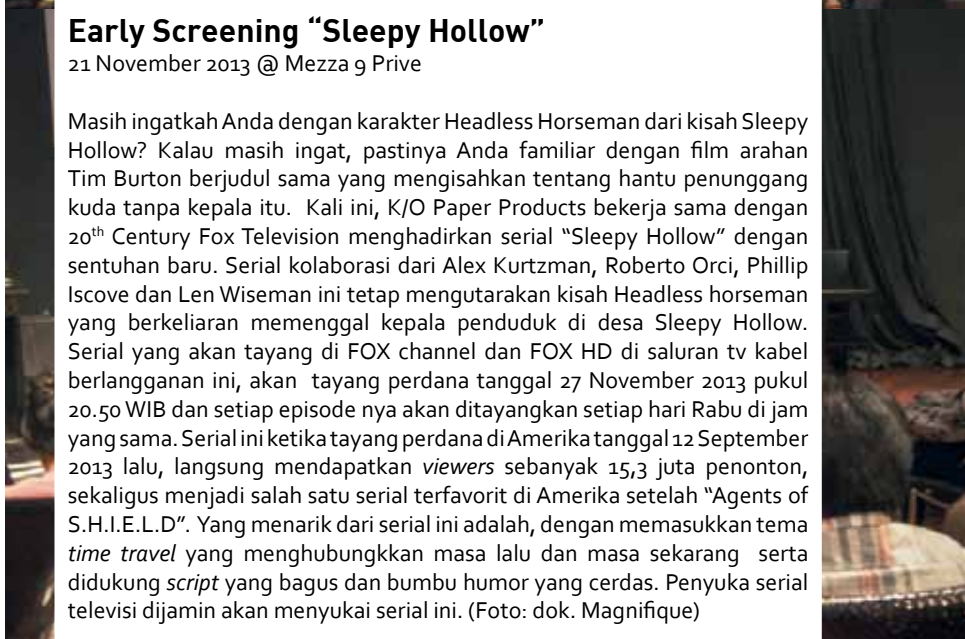 Early Screening “Sleepy Hollow”
21 November 2013 @ Mezza 9 Prive
Masih ingatkah Anda dengan karakter Headless Horseman dari kisah Sleepy
Hollow? Kalau masih ingat, pastinya Anda familiar dengan film arahan
Tim Burton berjudul sama yang mengisahkan tentang hantu penunggang
kuda tanpa kepala itu. Kali ini, K/O Paper Products bekerja sama dengan
20th Century Fox Television menghadirkan serial “Sleepy Hollow” dengan
sentuhan baru. Serial kolaborasi dari Alex Kurtzman, Roberto Orci, Phillip
Iscove dan Len Wiseman ini tetap mengutarakan kisah Headless horseman
yang berkeliaran memenggal kepala penduduk di desa Sleepy Hollow.
Serial yang akan tayang di FOX channel dan FOX HD di saluran tv kabel
berlangganan ini, akan tayang perdana tanggal 27 November 2013 pukul
20.50 WIB dan setiap episode nya akan ditayangkan setiap hari Rabu di jam
yang sama. Serial ini ketika tayang perdana di Amerika tanggal 12 September
2013 lalu, langsung mendapatkan viewers sebanyak 15,3 juta penonton,
sekaligus menjadi salah satu serial terfavorit di Amerika setelah “Agents of
S.H.I.E.L.D”. Yang menarik dari serial ini adalah, dengan memasukkan tema
time travel yang menghubungkkan masa lalu dan masa sekarang serta
didukung script yang bagus dan bumbu humor yang cerdas. Penyuka serial
televisi dijamin akan menyukai serial ini. (Foto: dok. Magnifique)